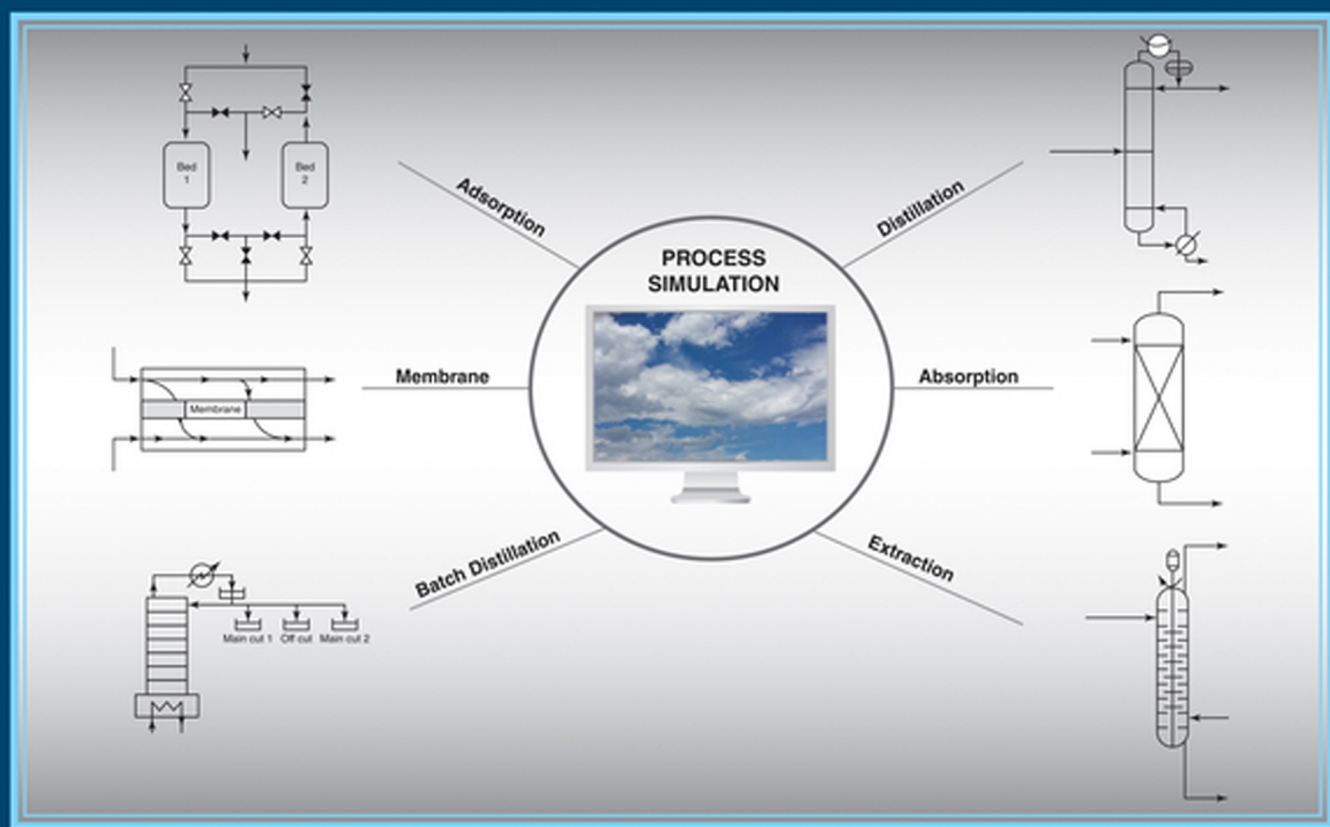 Bed
1
Bed
2
Adsorption
Distillation
PROCESS
SIMULATION
Membrane
Membrane
Absorption
Batch Distillation
Extraction
Main cut 1 Off cut Main cut 2